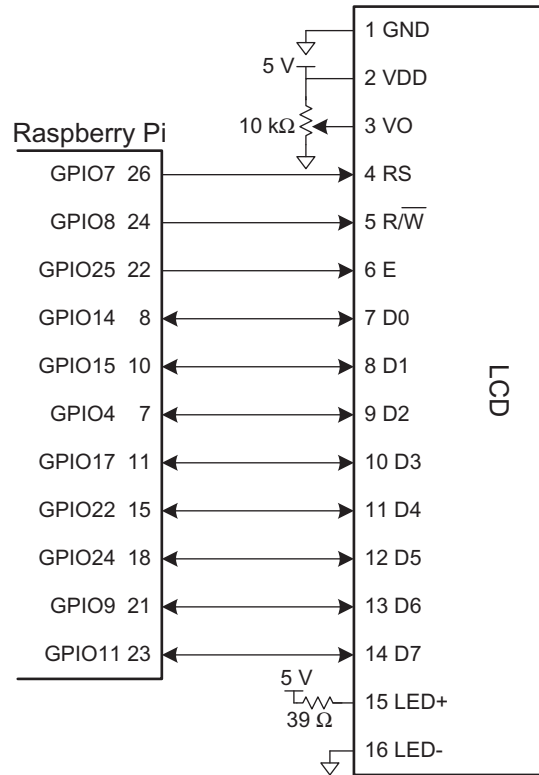 1 GND
5 V
2 VDD
10 kΩ
3 VO
Raspberry Pi
GPIO7 26
4 RS
GPIO8 24
5 R/W̅
GPIO25 22
6 E
GPIO14 8
7 D0
GPIO15 10
8 D1
GPIO4 7
9 D2
GPIO17 11
10 D3
GPIO22 15
11 D4
GPIO24 18
12 D5
GPIO9 21
13 D6
GPIO11 23
14 D7
LCD
5 V
39 Ω
15 LED+
16 LED-